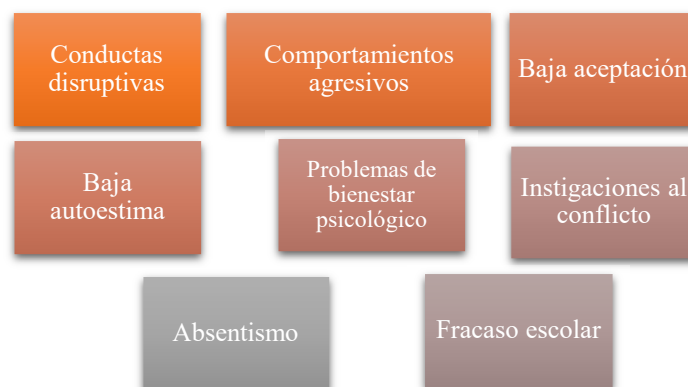 Conductas
disruptivas
Comportamientos
agresivos
Baja aceptación
Baja
autoestima
Problemas de
bienestar
psicológico
Instigaciones al
conflicto
Absentismo
Fracaso escolar